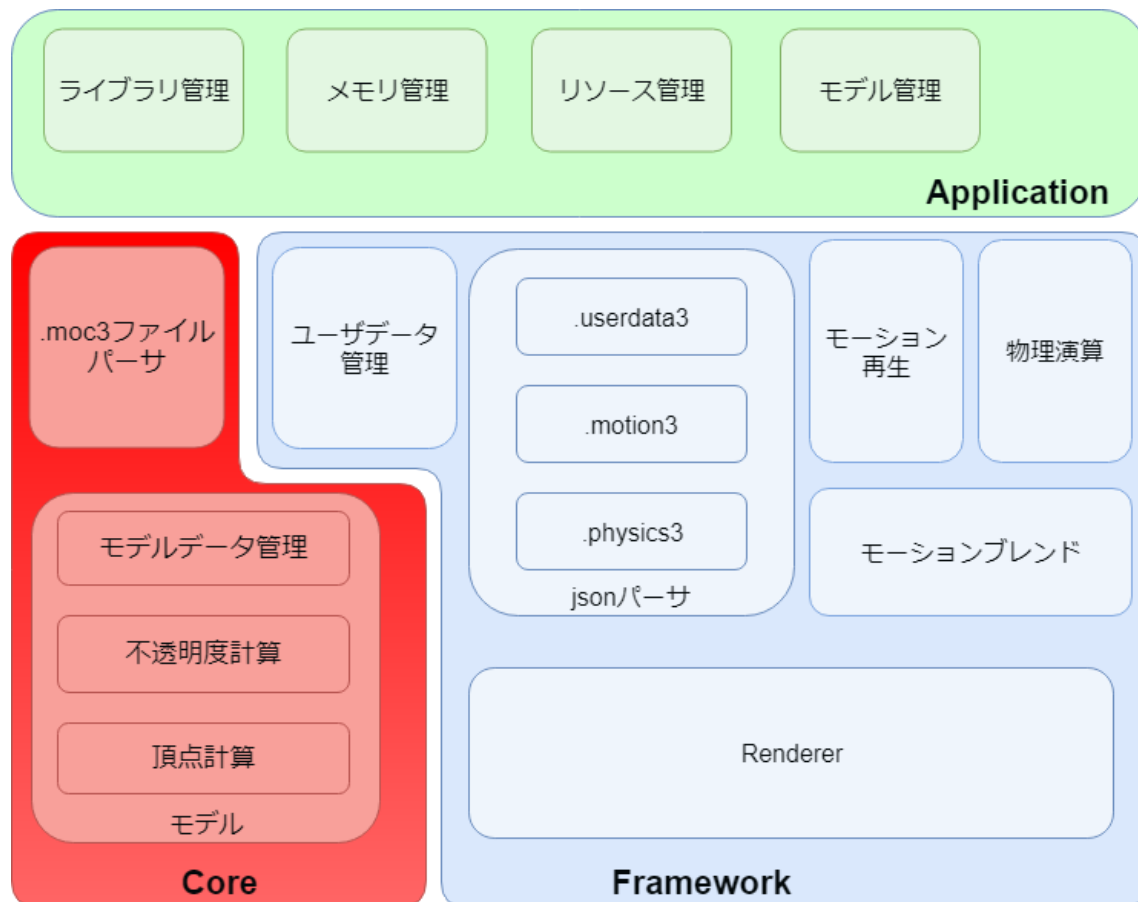 ライブラリ管理
メモリ管理
リソース管理
モデル管理
Application
.moc3ファイル
パーサ
モデルデータ管理
不透明度計算
頂点計算
モデル
Core
ユーザデータ
管理
.userdata3
.motion3
.physics3
jsonパーサ
モーション
再生
物理演算
モーションブレンド
Renderer
Framework